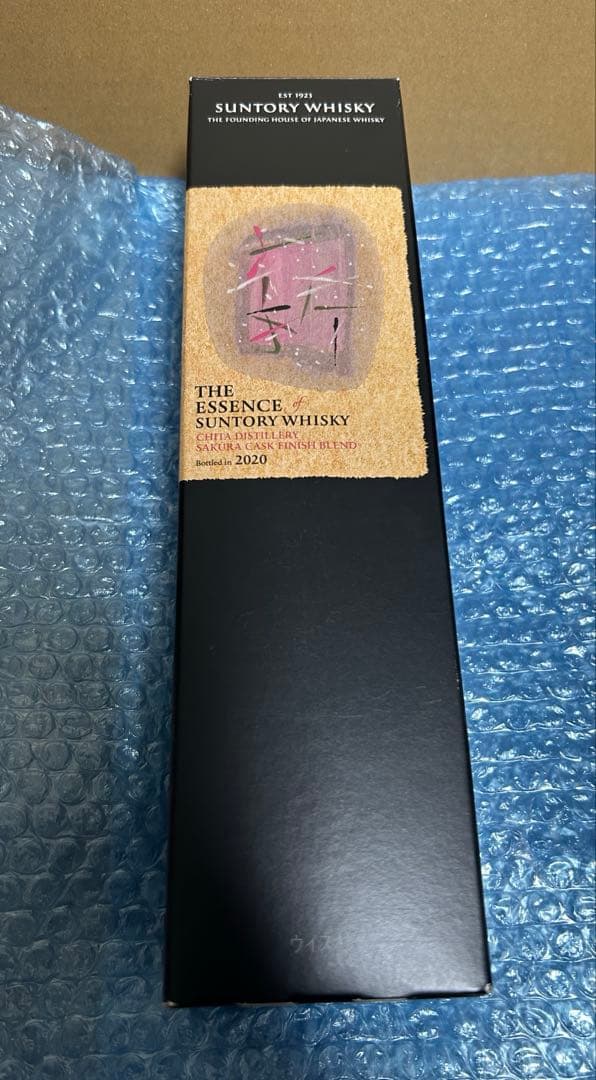 EST 1923
SUNTORY WHISKY
THE FOUNDING HOUSE OF JAPANESE WHISKY
THE
ESSENCE of
SUNTORY WHISKY
CHITA DISTILLERY
SAKURA CASK FINISH BLEND
Bottled in 2020